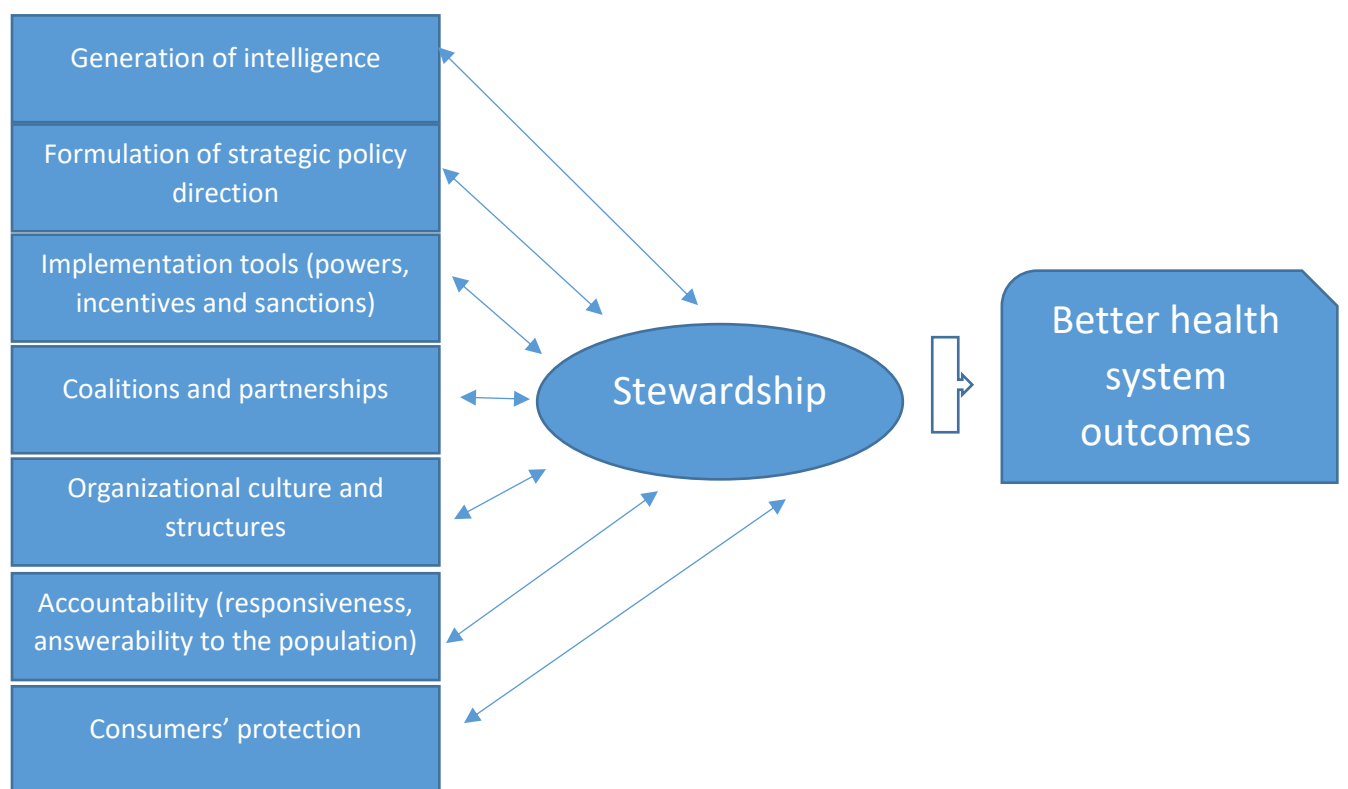 Generation of intelligence
Formulation of strategic policy
direction
Implementation tools (powers,
incentives and sanctions)
Coalitions and partnerships
Organizational culture and
structures
Accountability (responsiveness,
answerability to the population)
Consumers’ protection
Stewardship
Better health
system
outcomes